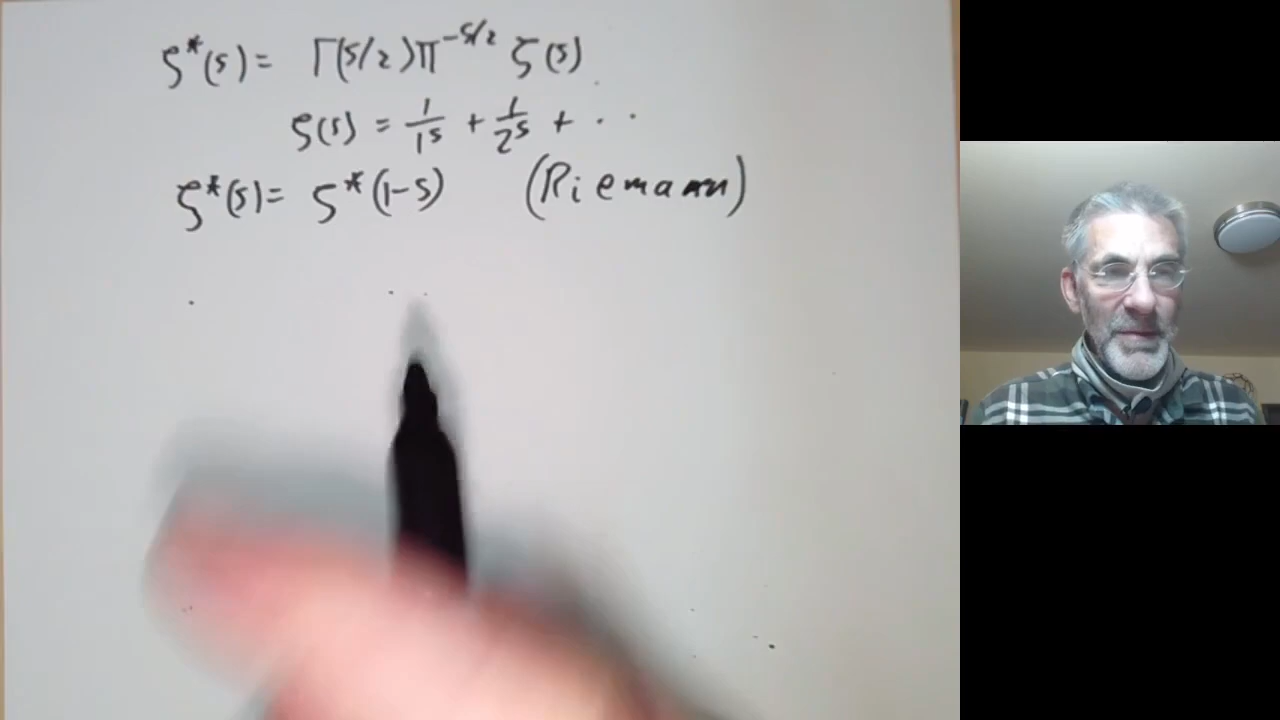 ζ*(s) = Γ(s/2)π^{-s/2} ζ(s)
ζ(s) = 1/1^s + 1/2^s + . . .
ζ*(s) = ζ*(1-s) (Riemann)